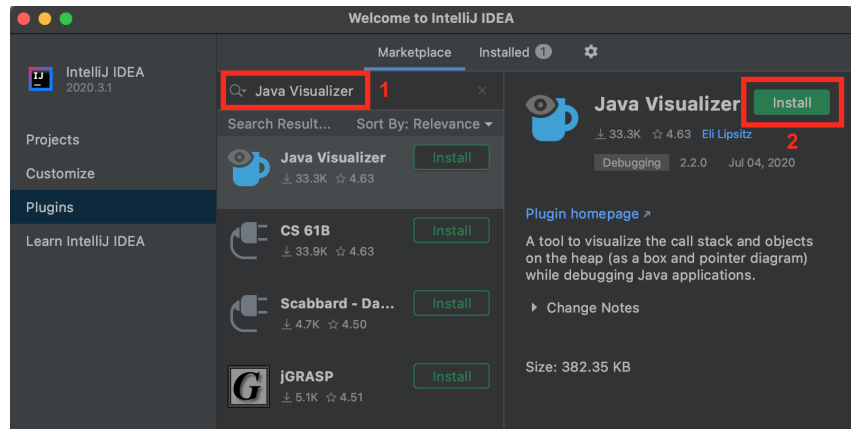 Welcome to IntelliJ IDEA
IntelliJ IDEA
2020.3.1
Projects
Customize
Plugins
Learn IntelliJ IDEA
Marketplace Installed 1
Java Visualizer 1
Search Result... Sort By: Relevance
Java Visualizer Install
33.3K 4.63
CS 61B Install
33.9K 4.63
Scabbard - Da... Install
4.7K 4.50
jGRASP Install
5.1K 4.51
Java Visualizer Install
33.3K 4.63 Eli Lipsitz 2
Debugging 2.2.0 Jul 04, 2020
Plugin homepage
A tool to visualize the call stack and objects
on the heap (as a box and pointer diagram)
while debugging Java applications.
Change Notes
Size: 382.35 KB